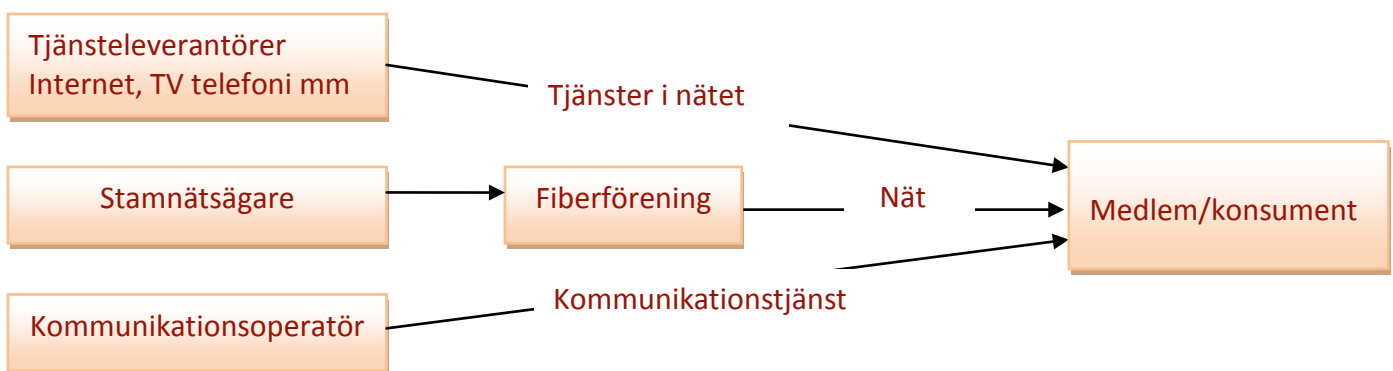 Tjänsteleverantörer
Internet, TV telefoni mm
Tjänster i nätet
Stamnätsägare
Fiberförening
Nät
Medlem/konsument
Kommunikationsoperatör
Kommunikationstjänst